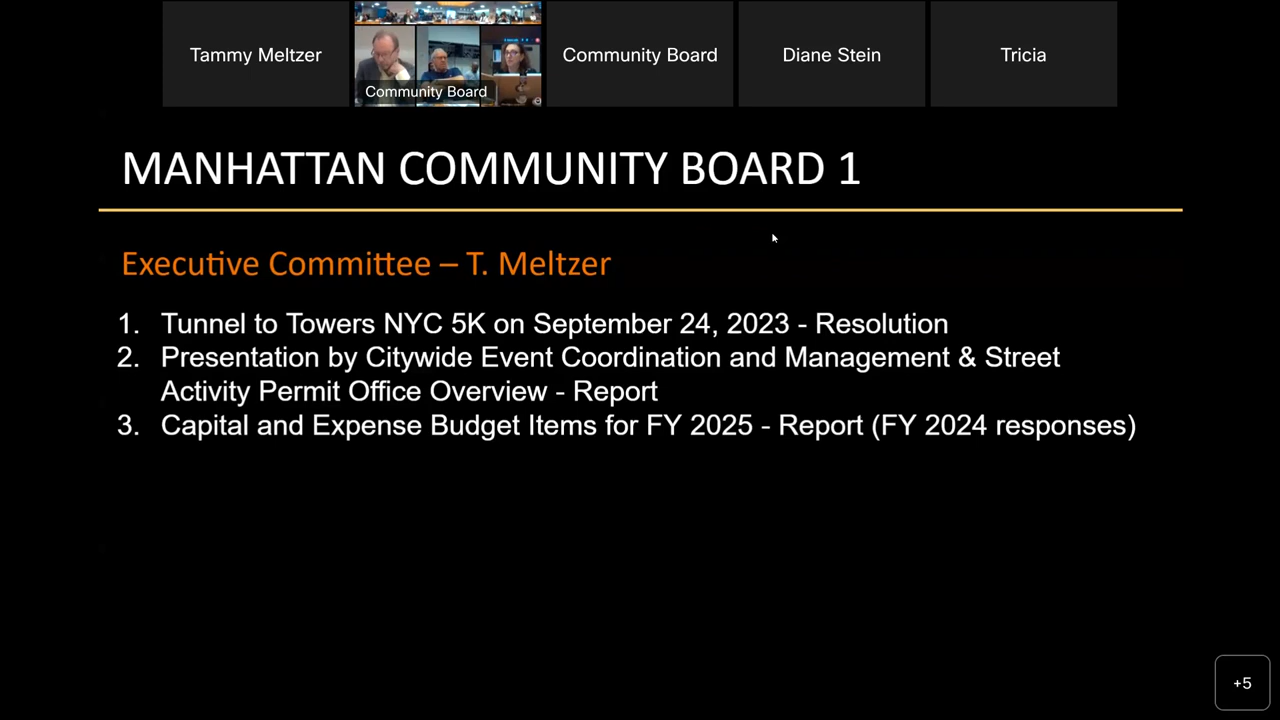 Tammy Meltzer
Community Board
Community Board
Diane Stein
Tricia
MANHATTAN COMMUNITY BOARD 1
Executive Committee – T. Meltzer
1. Tunnel to Towers NYC 5K on September 24, 2023 - Resolution
2. Presentation by Citywide Event Coordination and Management & Street
Activity Permit Office Overview - Report
3. Capital and Expense Budget Items for FY 2025 - Report (FY 2024 responses)
+5